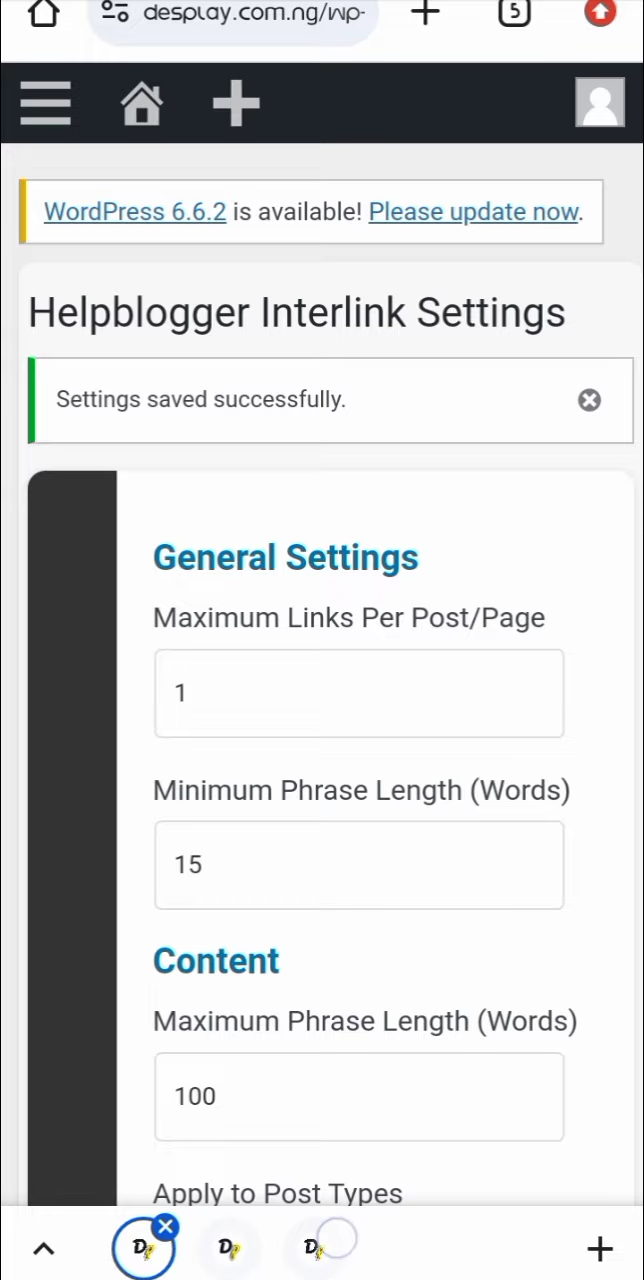 desplay.com.ng/wp-
5
WordPress 6.6.2 is available! Please update now.
Helpblogger Interlink Settings
Settings saved successfully.
General Settings
Maximum Links Per Post/Page
1
Minimum Phrase Length (Words)
15
Content
Maximum Phrase Length (Words)
100
Apply to Post Types